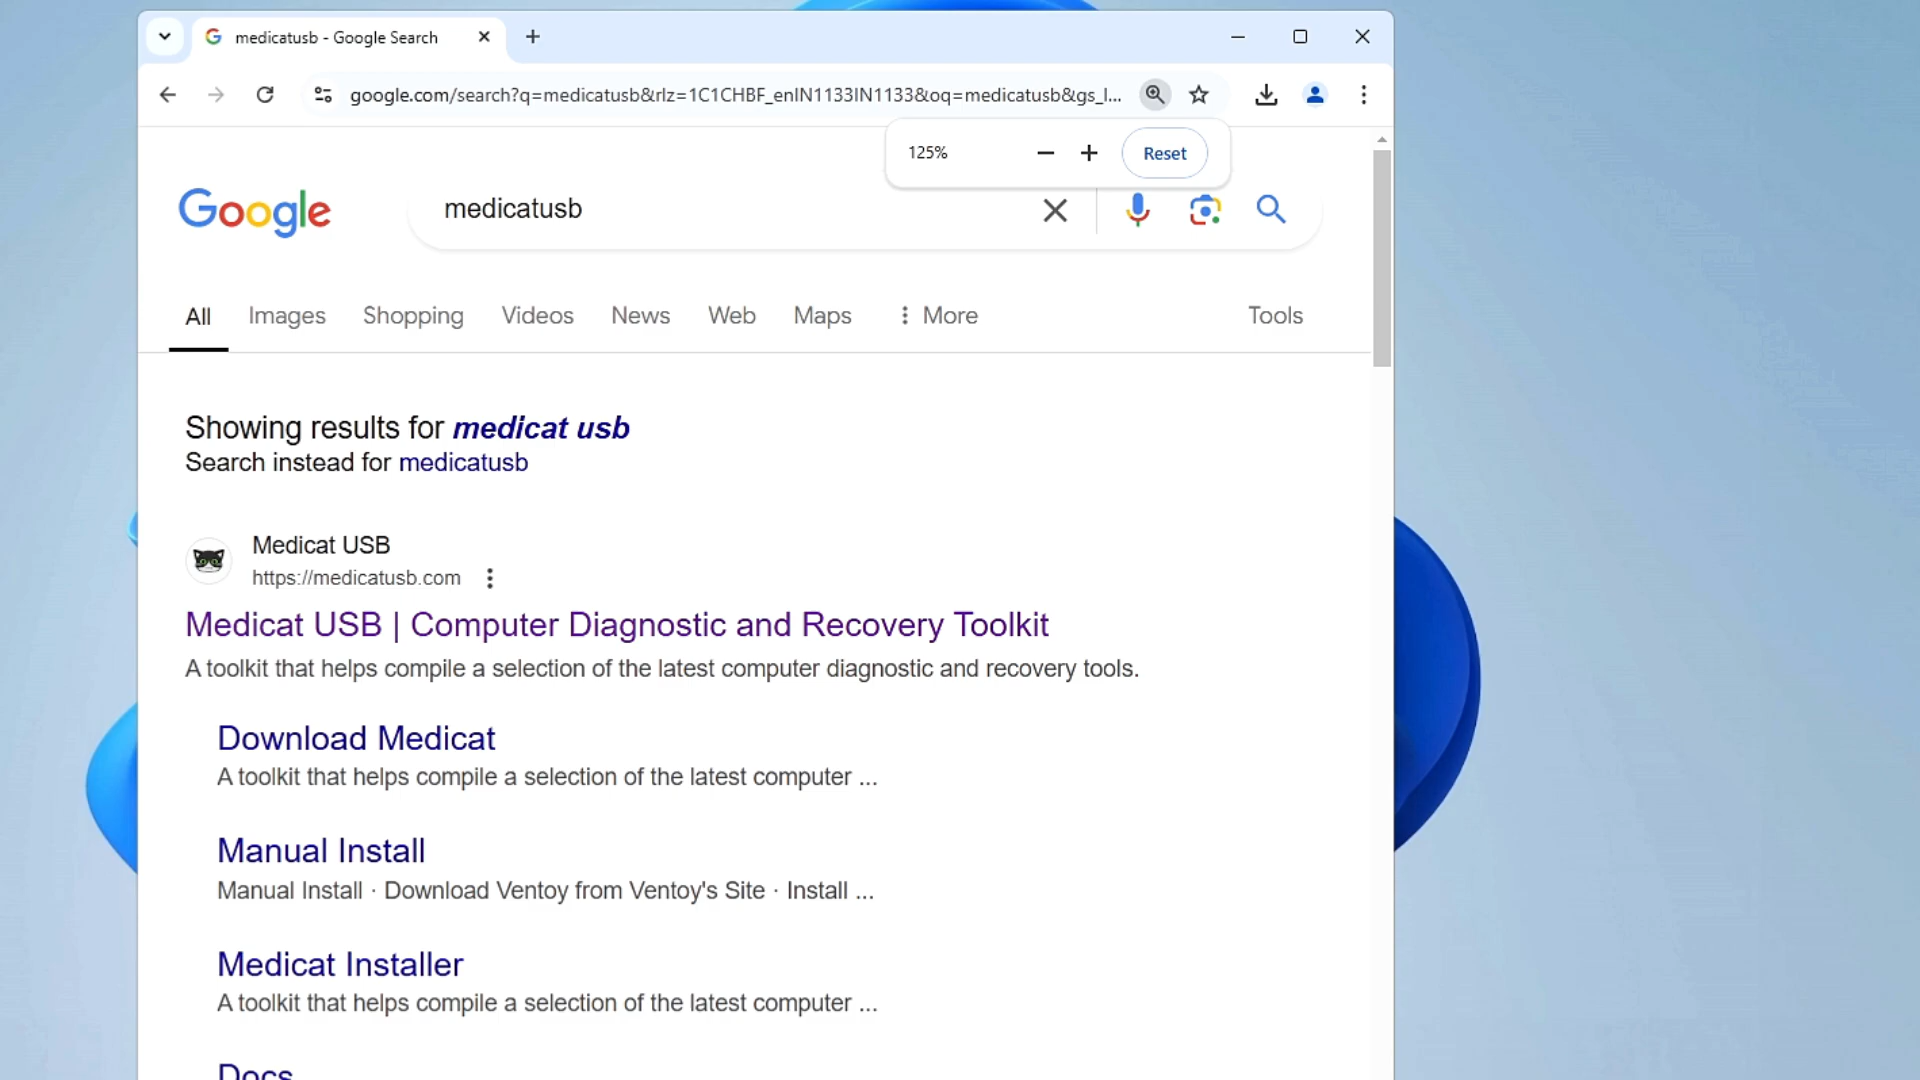 medicatusb - Google Search
google.com/search?q=medicatusb&rlz=1C1CHBF_enIN1133IN1133&oq=medicatusb&gs_l...
125%
Reset
Google
medicatusb
All Images Shopping Videos News Web Maps More Tools
Showing results for medicat usb
Search instead for medicatusb
Medicat USB
https://medicatusb.com
Medicat USB | Computer Diagnostic and Recovery Toolkit
A toolkit that helps compile a selection of the latest computer diagnostic and recovery tools.
Download Medicat
A toolkit that helps compile a selection of the latest computer ...
Manual Install
Manual Install · Download Ventoy from Ventoy's Site · Install ...
Medicat Installer
A toolkit that helps compile a selection of the latest computer ...
Docs